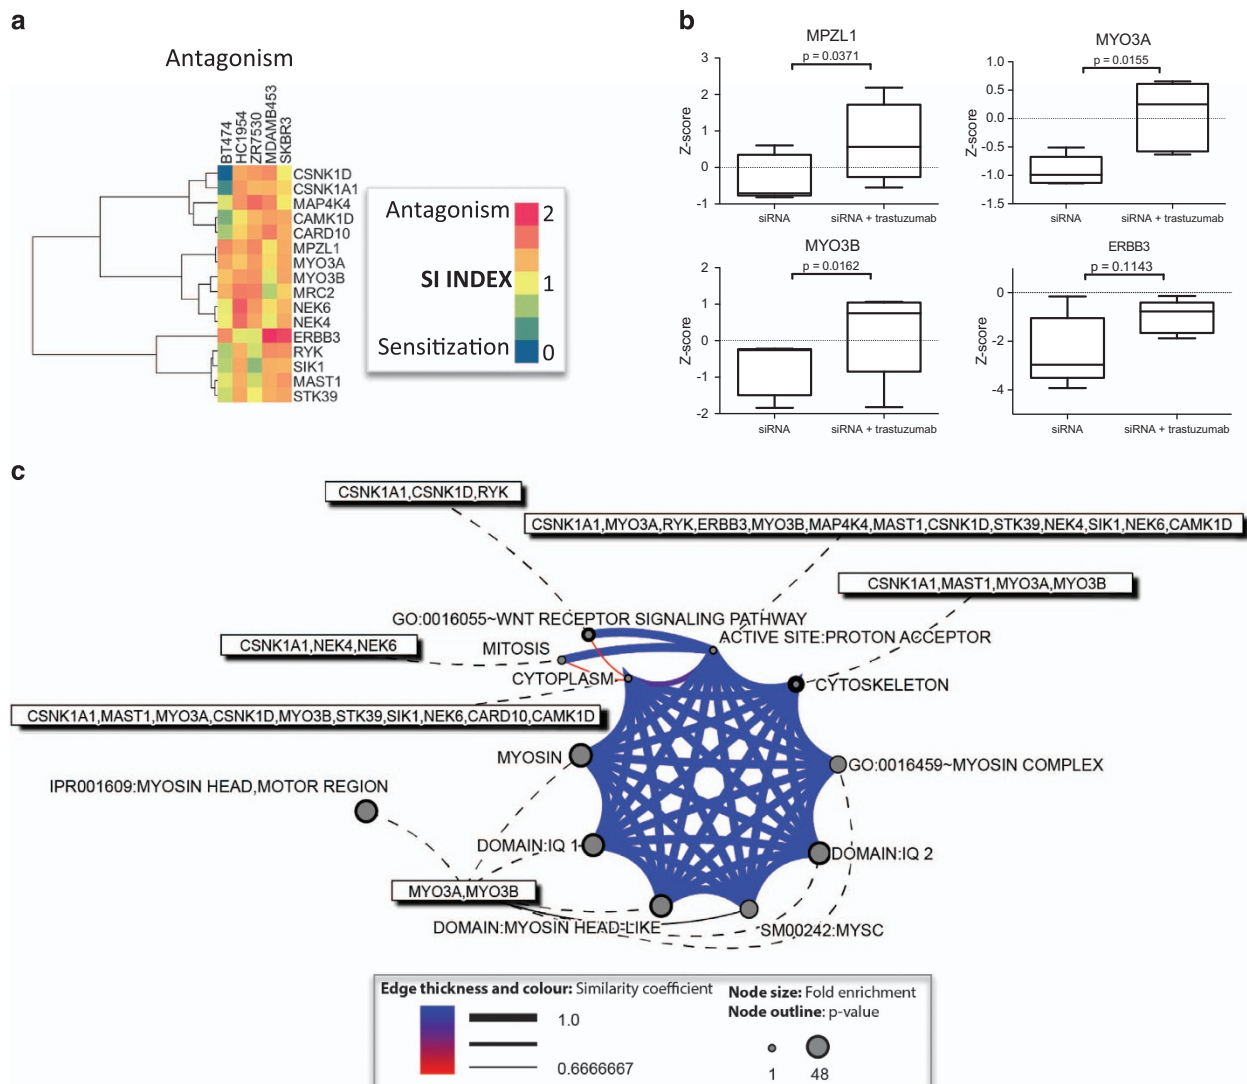 a
Antagonism
BT474
HC1954
ZR7530
MDAMB453
SKBR3
CSNK1D
CSNK1A1
MAP4K4
CAMK1D
CARD10
MPZL1
MYO3A
MYO3B
MRC2
NEK6
NEK4
ERBB3
RYK
SIK1
MAST1
STK39
Antagonism 2
SI INDEX 1
Sensitization 0
b
MPZL1
p = 0.0371
Z-score
3
2
1
0
-1
siRNA
siRNA + trastuzumab
MYO3A
p = 0.0155
Z-score
1.0
0.5
0.0
-0.5
-1.0
-1.5
siRNA
siRNA + trastuzumab
MYO3B
p = 0.0162
Z-score
2
1
0
-1
-2
siRNA
siRNA + trastuzumab
ERBB3
p = 0.1143
Z-score
0
-2
-4
siRNA
siRNA + trastuzumab
c
CSNK1A1,CSNK1D,RYK
CSNK1A1,MYO3A,RYK,ERBB3,MYO3B,MAP4K4,MAST1,CSNK1D,STK39,NEK4,SIK1,NEK6,CAMK1D
CSNK1A1,MAST1,MYO3A,MYO3B
GO:0016055~WNT RECEPTOR SIGNALING PATHWAY
ACTIVE SITE:PROTON ACCEPTOR
CSNK1A1,NEK4,NEK6
MITOSIS
CYTOPLASM
CYTOSKELETON
CSNK1A1,MAST1,MYO3A,CSNK1D,MYO3B,STK39,SIK1,NEK6,CARD10,CAMK1D
MYOSIN
GO:0016459~MYOSIN COMPLEX
IPR001609:MYOSIN HEAD,MOTOR REGION
DOMAIN:IQ 1
DOMAIN:IQ 2
MYO3A,MYO3B
DOMAIN:MYOSIN HEAD-LIKE
SM00242:MYSC
Edge thickness and colour: Similarity coefficient
1.0
0.6666667
Node size: Fold enrichment
Node outline: p-value
1
48